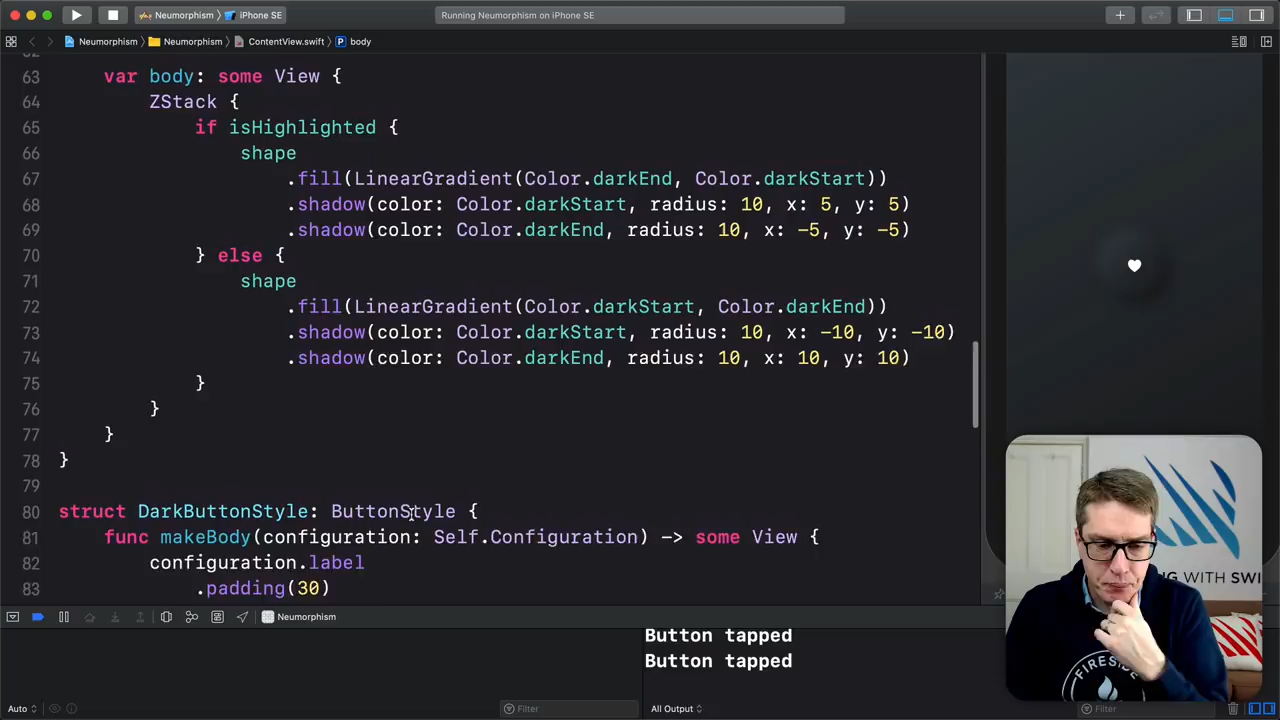 Neumorphism
iPhone SE
Running Neumorphism on iPhone SE
Neumorphism
Neumorphism
ContentView.swift
P
body
63 var body: some View {
64 ZStack {
65 if isHighlighted {
66 shape
67 .fill(LinearGradient(Color.darkEnd, Color.darkStart))
68 .shadow(color: Color.darkStart, radius: 10, x: 5, y: 5)
69 .shadow(color: Color.darkEnd, radius: 10, x: -5, y: -5)
70 } else {
71 shape
72 .fill(LinearGradient(Color.darkStart, Color.darkEnd))
73 .shadow(color: Color.darkStart, radius: 10, x: -10, y: -10)
74 .shadow(color: Color.darkEnd, radius: 10, x: 10, y: 10)
75 }
76 }
77 }
78 }
79
80 struct DarkButtonStyle: ButtonStyle {
81 func makeBody(configuration: Self.Configuration) -> some View {
82 configuration.label
83 .padding(30)
Neumorphism
Button tapped
Button tapped
Auto
Filter
All Output
Filter
WITH SWI
FIRESIDE